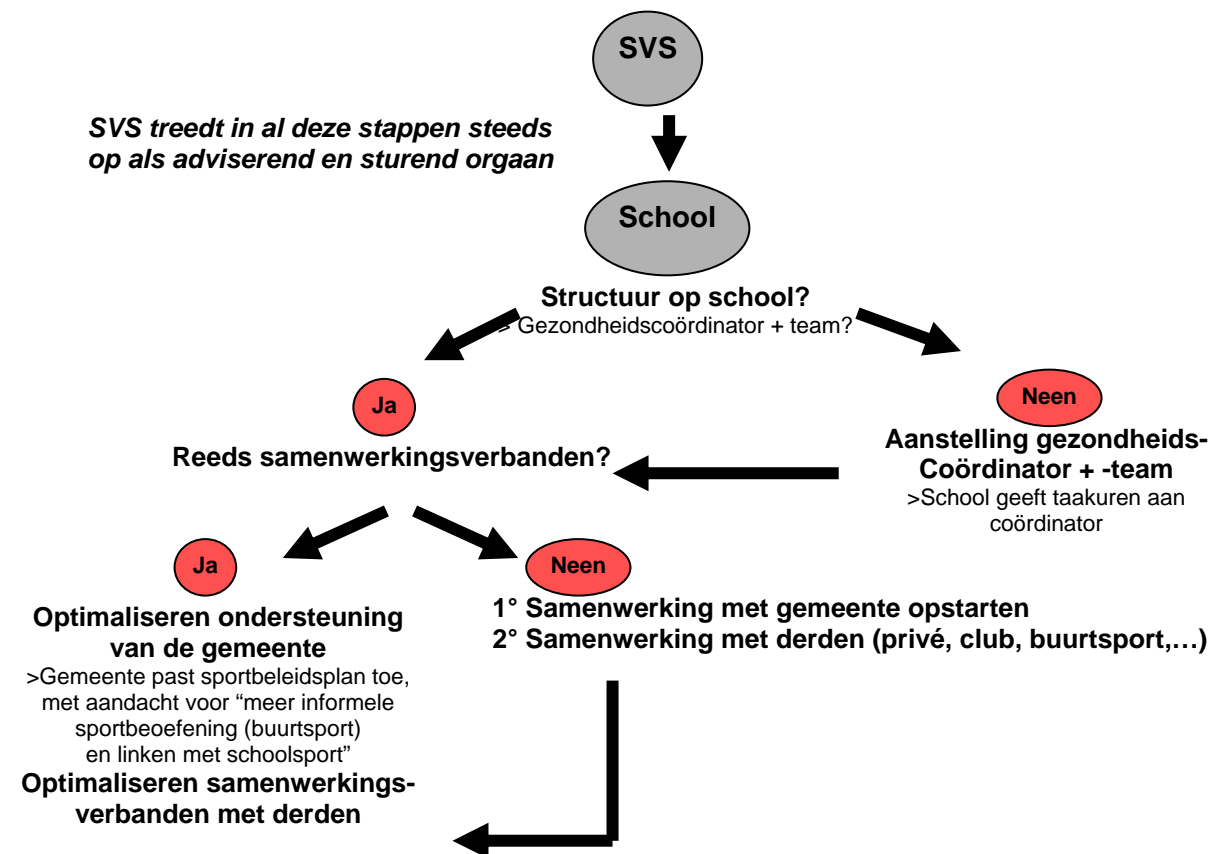 SVS
SVS treedt in al deze stappen steeds
op als adviserend en sturend orgaan
School
Structuur op school?
> Gezondheidscoördinator + team?
Ja
Reeds samenwerkingsverbanden?
Neen
Aanstelling gezondheids-
Coördinator + -team
>School geeft taakuren aan
coördinator
Ja
Optimaliseren ondersteuning
van de gemeente
>Gemeente past sportbeleidsplan toe,
met aandacht voor “meer informele
sportbeoefening (buurtsport)
en linken met schoolsport”
Optimaliseren samenwerkings-
verbanden met derden
Neen
1° Samenwerking met gemeente opstarten
2° Samenwerking met derden (privé, club, buurtsport,…)